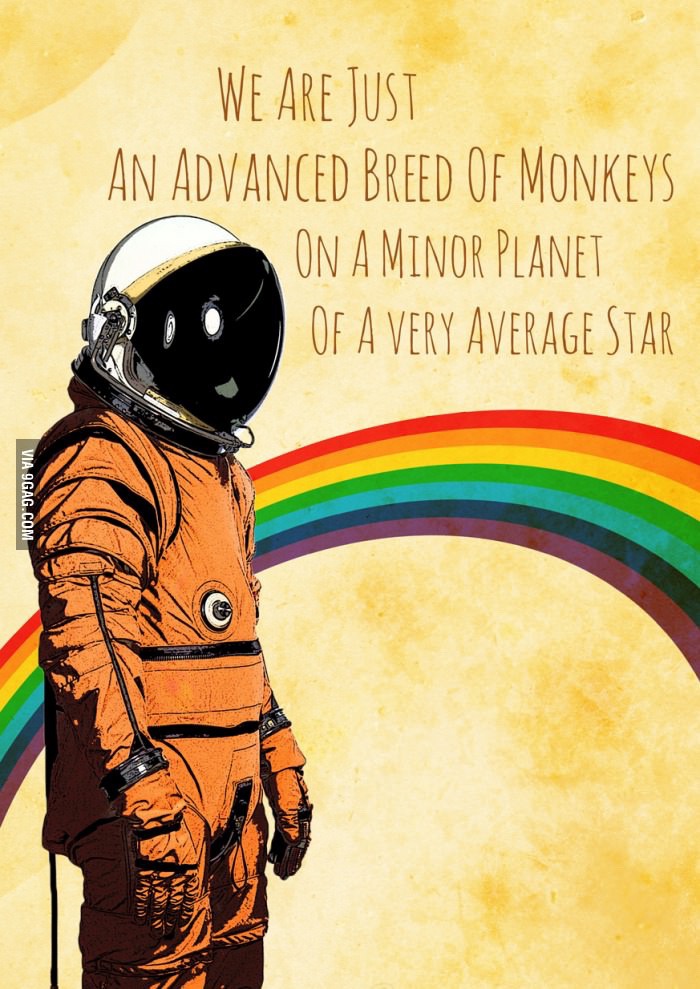 We Are Just
An Advanced Breed Of Monkeys
On A Minor Planet
Of A very Average Star
VIA 9GAG.COM